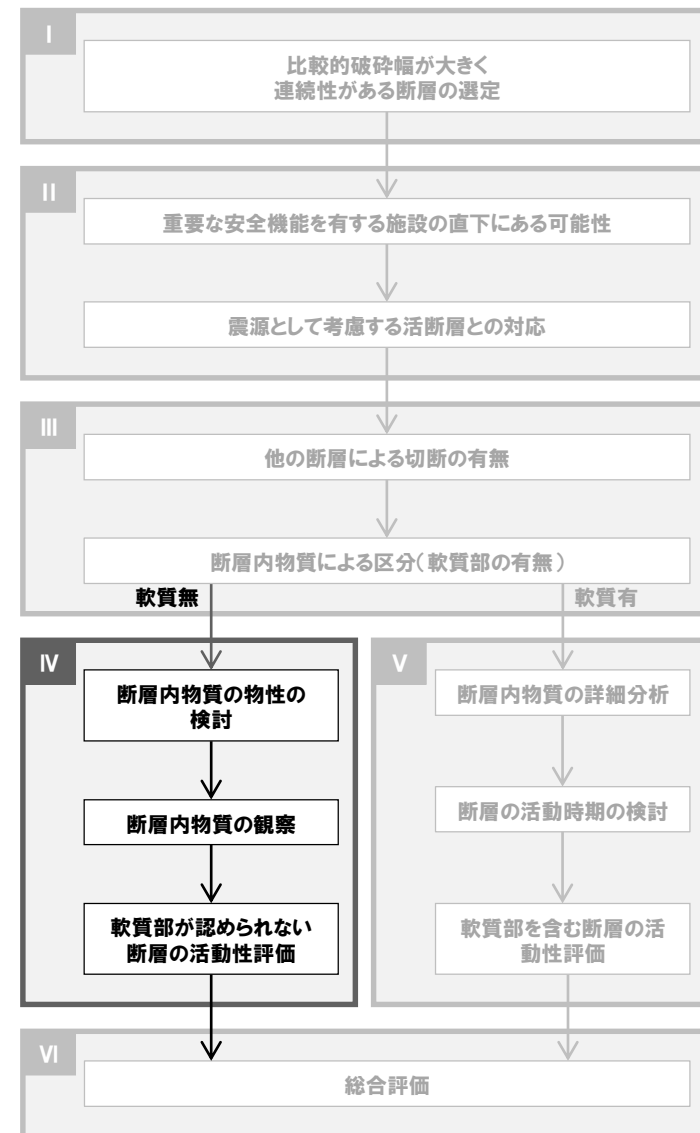 Ⅰ
比較的破砕幅が大きく
連続性がある断層の選定
Ⅱ
重要な安全機能を有する施設の直下にある可能性
震源として考慮する活断層との対応
Ⅲ
他の断層による切断の有無
断層内物質による区分(軟質部の有無)
軟質無
軟質有
Ⅳ
断層内物質の物性の
検討
断層内物質の観察
軟質部が認められない
断層の活動性評価
Ⅴ
断層内物質の詳細分析
断層の活動時期の検討
軟質部を含む断層の活
動性評価
Ⅵ
総合評価